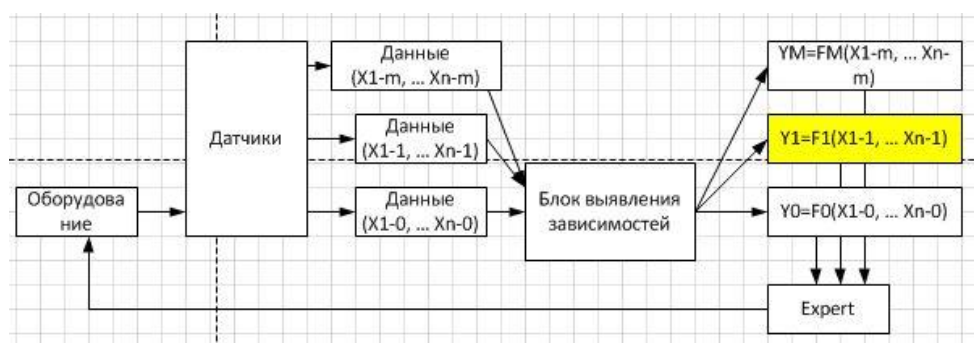 Оборудова
ние
Датчики
Данные
(X1-m, ... Xn-m)
Данные
(X1-1, ... Xn-1)
Данные
(X1-0, ... Xn-0)
Блок выявления
зависимостей
YM=FM(X1-m, ... Xn-
m)
Y1=F1(X1-1, ... Xn-1)
Y0=F0(X1-0, ... Xn-0)
Expert